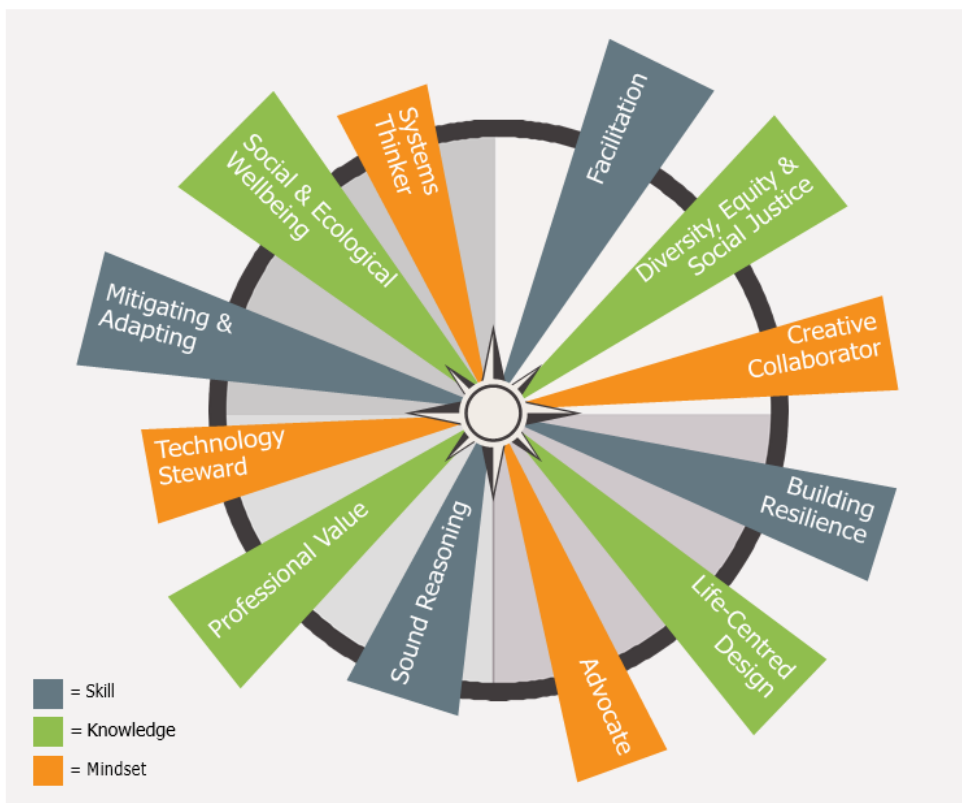 Facilitation
Diversity, Equity &
Social Justice
Creative
Collaborator
Building
Resilience
Life-Centred
Design
Advocate
Sound Reasoning
Professional Value
Technology
Steward
Mitigating &
Adapting
Social & Ecological
Wellbeing
Systems
Thinker
= Skill
= Knowledge
= Mindset